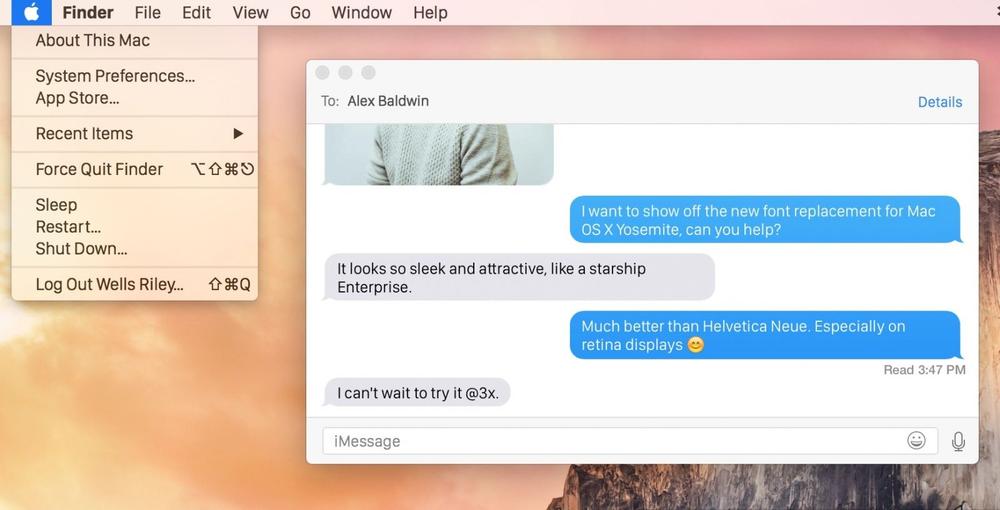 Finder File Edit View Go Window Help
About This Mac
System Preferences...
App Store...
Recent Items ▶
Force Quit Finder ⌥⇧⌘⎋
Sleep
Restart...
Shut Down...
Log Out Wells Riley... ⇧⌘Q
To: Alex Baldwin
Details
I want to show off the new font replacement for Mac
OS X Yosemite, can you help?
It looks so sleek and attractive, like a starship
Enterprise.
Much better than Helvetica Neue. Especially on
retina displays 😊
Read 3:47 PM
I can't wait to try it @3x.
iMessage